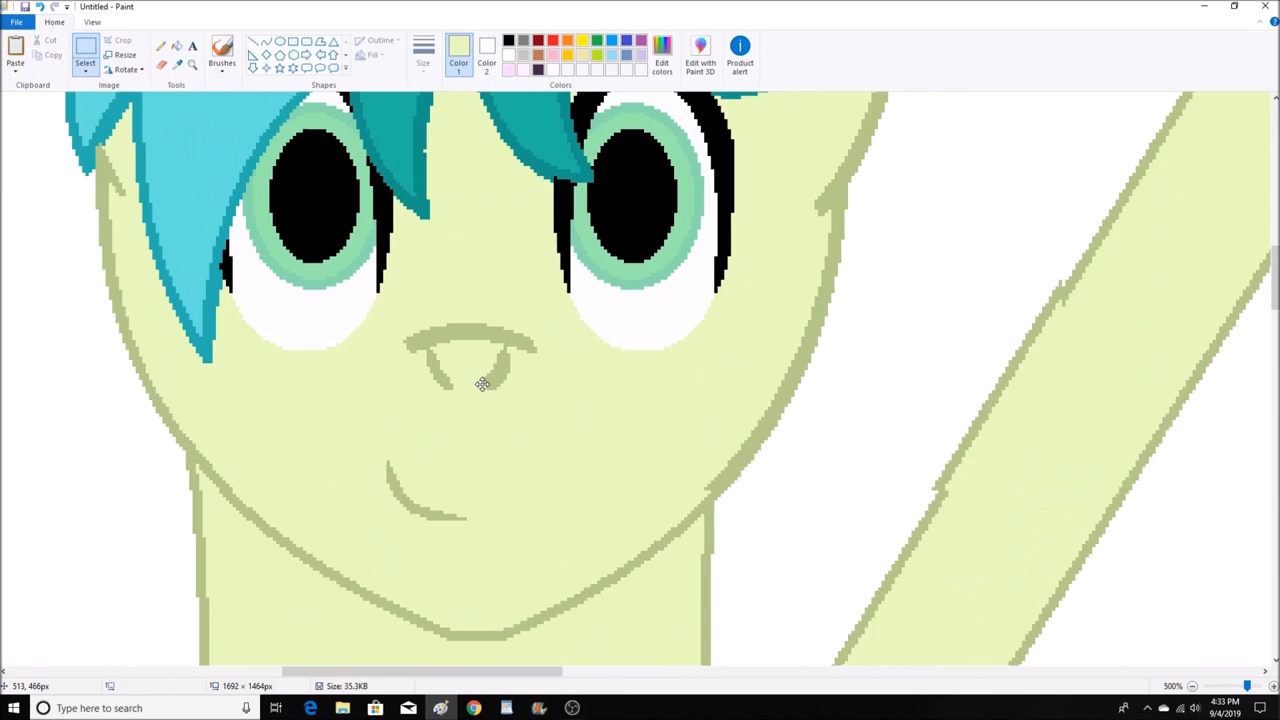 Untitled - Paint
File
Home
View
Paste
Cut
Copy
Clipboard
Select
Crop
Resize
Rotate
Image
A
Tools
Brushes
Outline
Fill
Shapes
Size
Color 1
Color 2
Edit colors
Colors
Edit with Paint 3D
Product alert
513, 466px
1692 × 1464px
Size: 35.3KB
500%
Type here to search
4:33 PM
9/4/2019